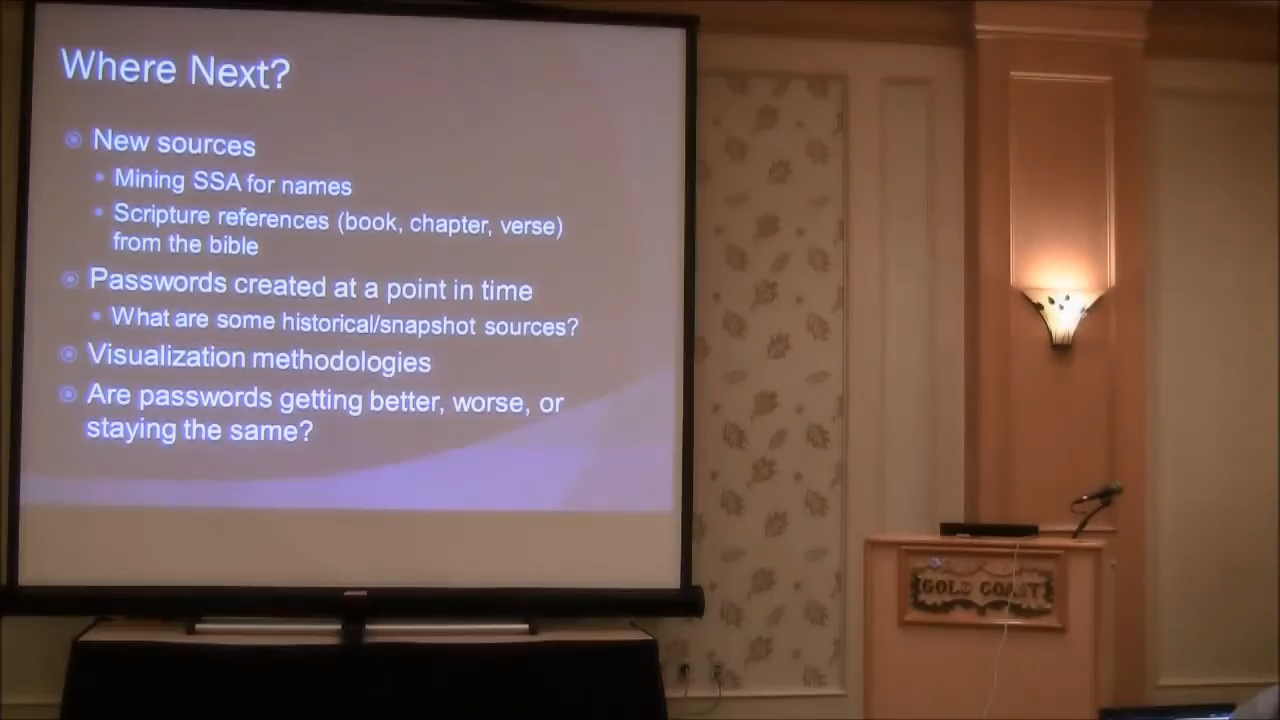 Where Next?
New sources
Mining SSA for names
Scripture references (book, chapter, verse)
from the bible
Passwords created at a point in time
What are some historical/snapshot sources?
Visualization methodologies
Are passwords getting better, worse, or
staying the same?
GOLD COAST